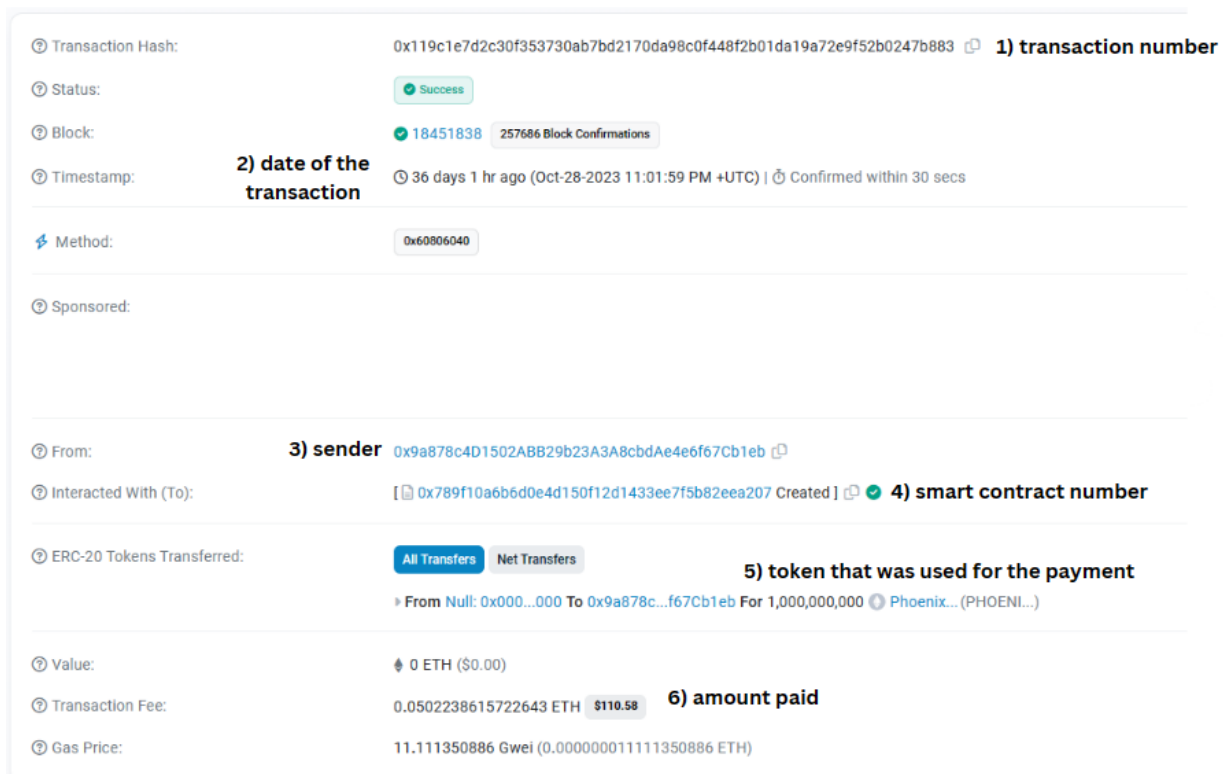 Transaction Hash: 0x119c1e7d2c30f353730ab7bd2170da98c0f448f2b01da19a72e9f52b0247b883 1) transaction number
Status: Success
Block: 18451838 257686 Block Confirmations
2) date of the
Timestamp: 36 days 1 hr ago (Oct-28-2023 11:01:59 PM +UTC) | Confirmed within 30 secs
transaction
Method: 0x60806040
Sponsored:
From: 3) sender 0x9a878c4D1502ABB29b23A3A8cbdAe4e6f67Cb1eb
Interacted With (To): [ 0x789f10a6b6d0e4d150f12d1433ee7f5b82eea207 Created ] 4) smart contract number
ERC-20 Tokens Transferred: All Transfers Net Transfers
5) token that was used for the payment
From Null: 0x000...000 To 0x9a878c...f67Cb1eb For 1,000,000,000 Phoenix... (PHOENI...)
Value: 0 ETH ($0.00)
Transaction Fee: 0.0502238615722643 ETH $110.58 6) amount paid
Gas Price: 11.111350886 Gwei (0.000000011111350886 ETH)